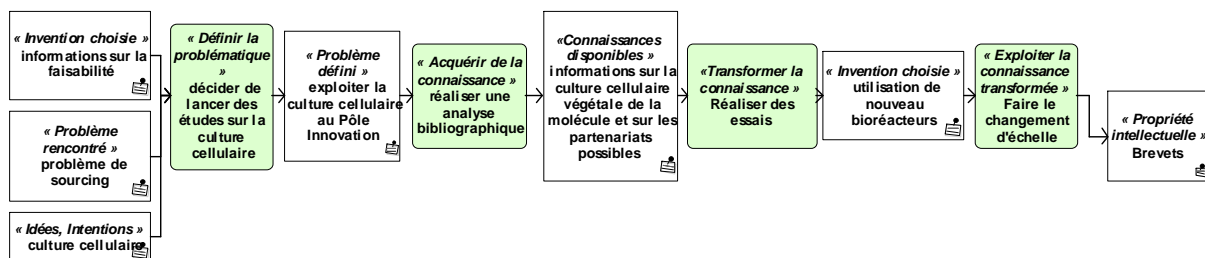 « Invention choisie »
informations sur la
faisabilité
« Problème
rencontré »
problème de
sourcing
« Idées, Intentions »
culture cellulaire
« Définir la
problématique
»
décider de
lancer des
études sur la
culture
cellulaire
« Problème
défini »
exploiter la
culture cellulaire
au Pôle
Innovation
« Acquérir de la
connaissance »
réaliser une
analyse
bibliographique
«Connaissances
disponibles »
informations sur la
culture cellulaire
végétale de la
molécule et sur les
partenariats
possibles
«Transformer la
connaissance »
Réaliser des
essais
« Invention choisie »
utilisation de
nouveau
bioréacteurs
« Exploiter la
connaissance
transformée »
Faire le
changement
d'échelle
« Propriété
intellectuelle »
Brevets